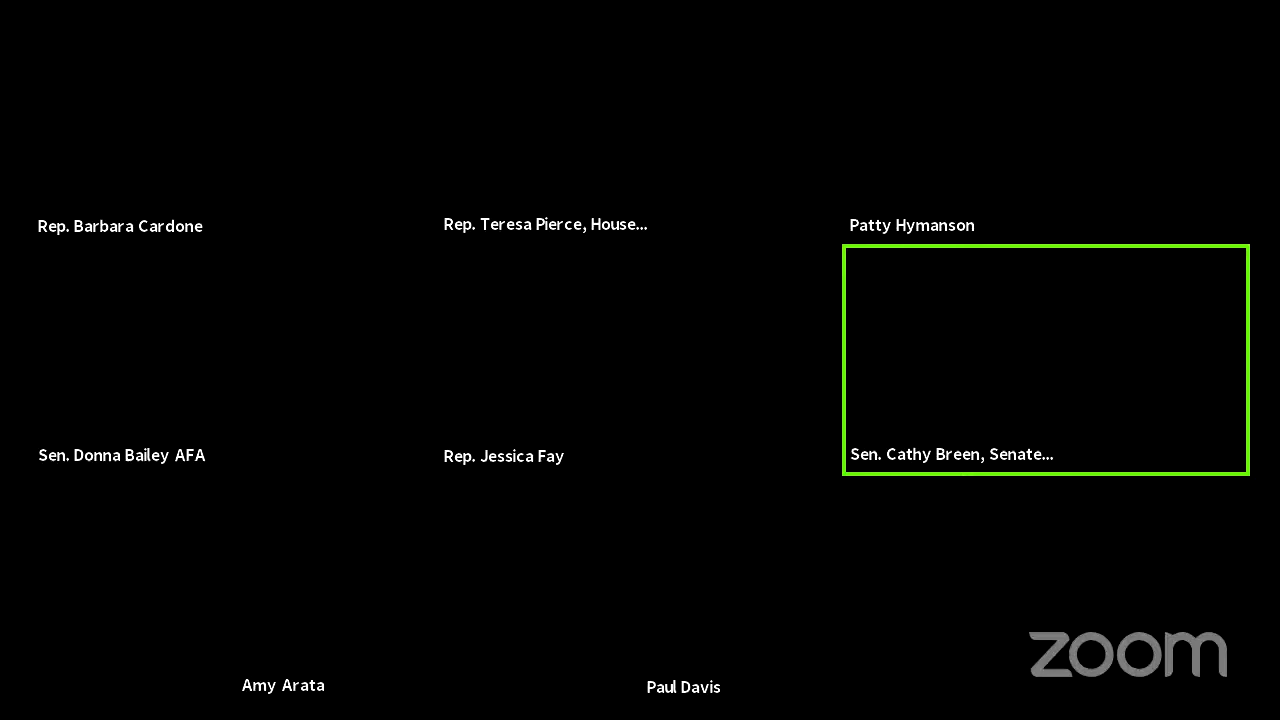 Rep. Barbara Cardone
Rep. Teresa Pierce, House...
Patty Hymanson
Sen. Donna Bailey AFA
Rep. Jessica Fay
Sen. Cathy Breen, Senate...
Amy Arata
Paul Davis
zoom